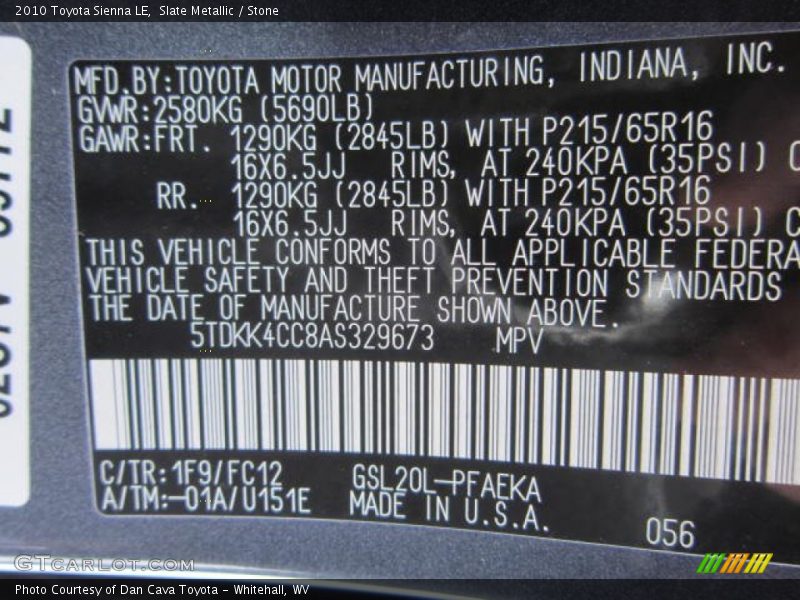 2010 Toyota Sienna LE, Slate Metallic / Stone
MFD.BY:TOYOTA MOTOR MANUFACTURING, INDIANA, INC.
GVWR:2580KG (5690LB)
GAWR:FRT. 1290KG (2845LB) WITH P215/65R16
16X6.5JJ RIMS, AT 240KPA (35PSI) C
RR. 1290KG (2845LB) WITH P215/65R16
16X6.5JJ RIMS, AT 240KPA (35PSI) C
THIS VEHICLE CONFORMS TO ALL APPLICABLE FEDERA
VEHICLE SAFETY AND THEFT PREVENTION STANDARDS
THE DATE OF MANUFACTURE SHOWN ABOVE.
5TDKK4CC8AS329673 MPV
C/TR:1F9/FC12 GSL20L-PFAEKA
A/TM:-01A/U151E MADE IN U.S.A.
056
GTCARLOT.COM
Photo Courtesy of Dan Cava Toyota - Whitehall, WV